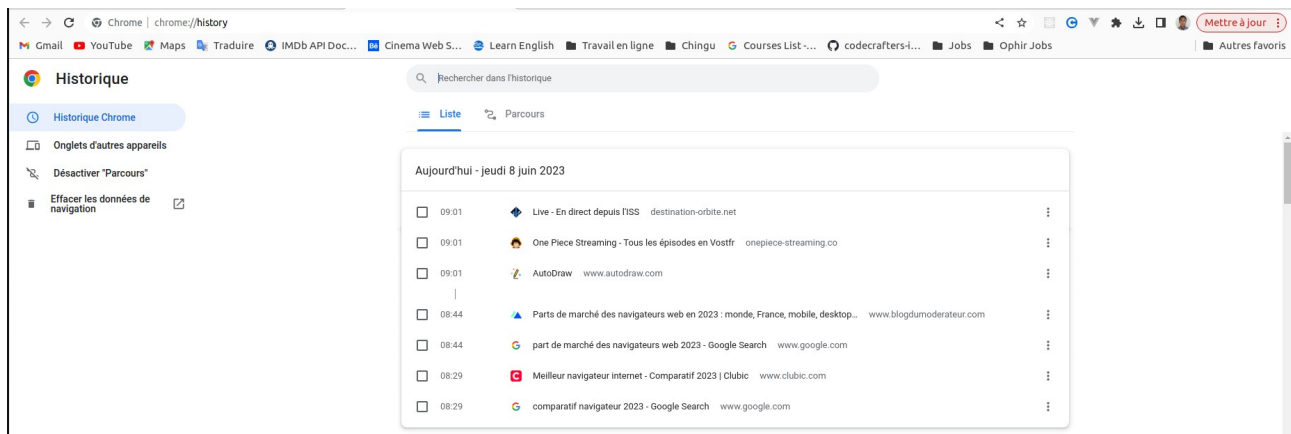 Chrome | chrome://history Mettre à jour
Gmail YouTube Maps Traduire IMDb API Doc... Cinema Web S... Learn English Travail en ligne Chingu Courses List -... codecrafters-i... Jobs Ophir Jobs Autres favoris
Historique
Rechercher dans l'historique
Historique Chrome
Liste Parcours
Onglets d'autres appareils
Désactiver "Parcours"
Effacer les données de
navigation
Aujourd'hui - jeudi 8 juin 2023
09:01 Live - En direct depuis l'ISS destination-orbite.net
09:01 One Piece Streaming - Tous les épisodes en Vostfr onepiece-streaming.co
09:01 AutoDraw www.autodraw.com
08:44 Parts de marché des navigateurs web en 2023 : monde, France, mobile, desktop... www.blogdumoderateur.com
08:44 part de marché des navigateurs web 2023 - Google Search www.google.com
08:29 Meilleur navigateur internet - Comparatif 2023 | Clubic www.clubic.com
08:29 comparatif navigateur 2023 - Google Search www.google.com